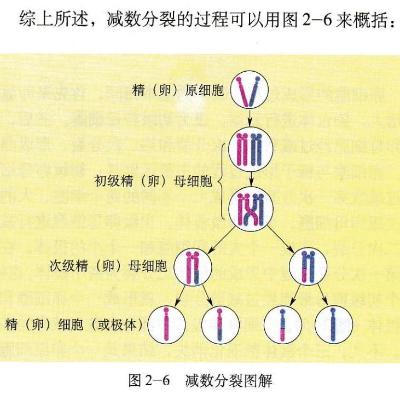 综上所述，减数分裂的过程可以用图2-6来概括：
精（卵）原细胞
初级精（卵）母细胞
次级精（卵）母细胞
精（卵）细胞（或极体）
图2-6 减数分裂图解